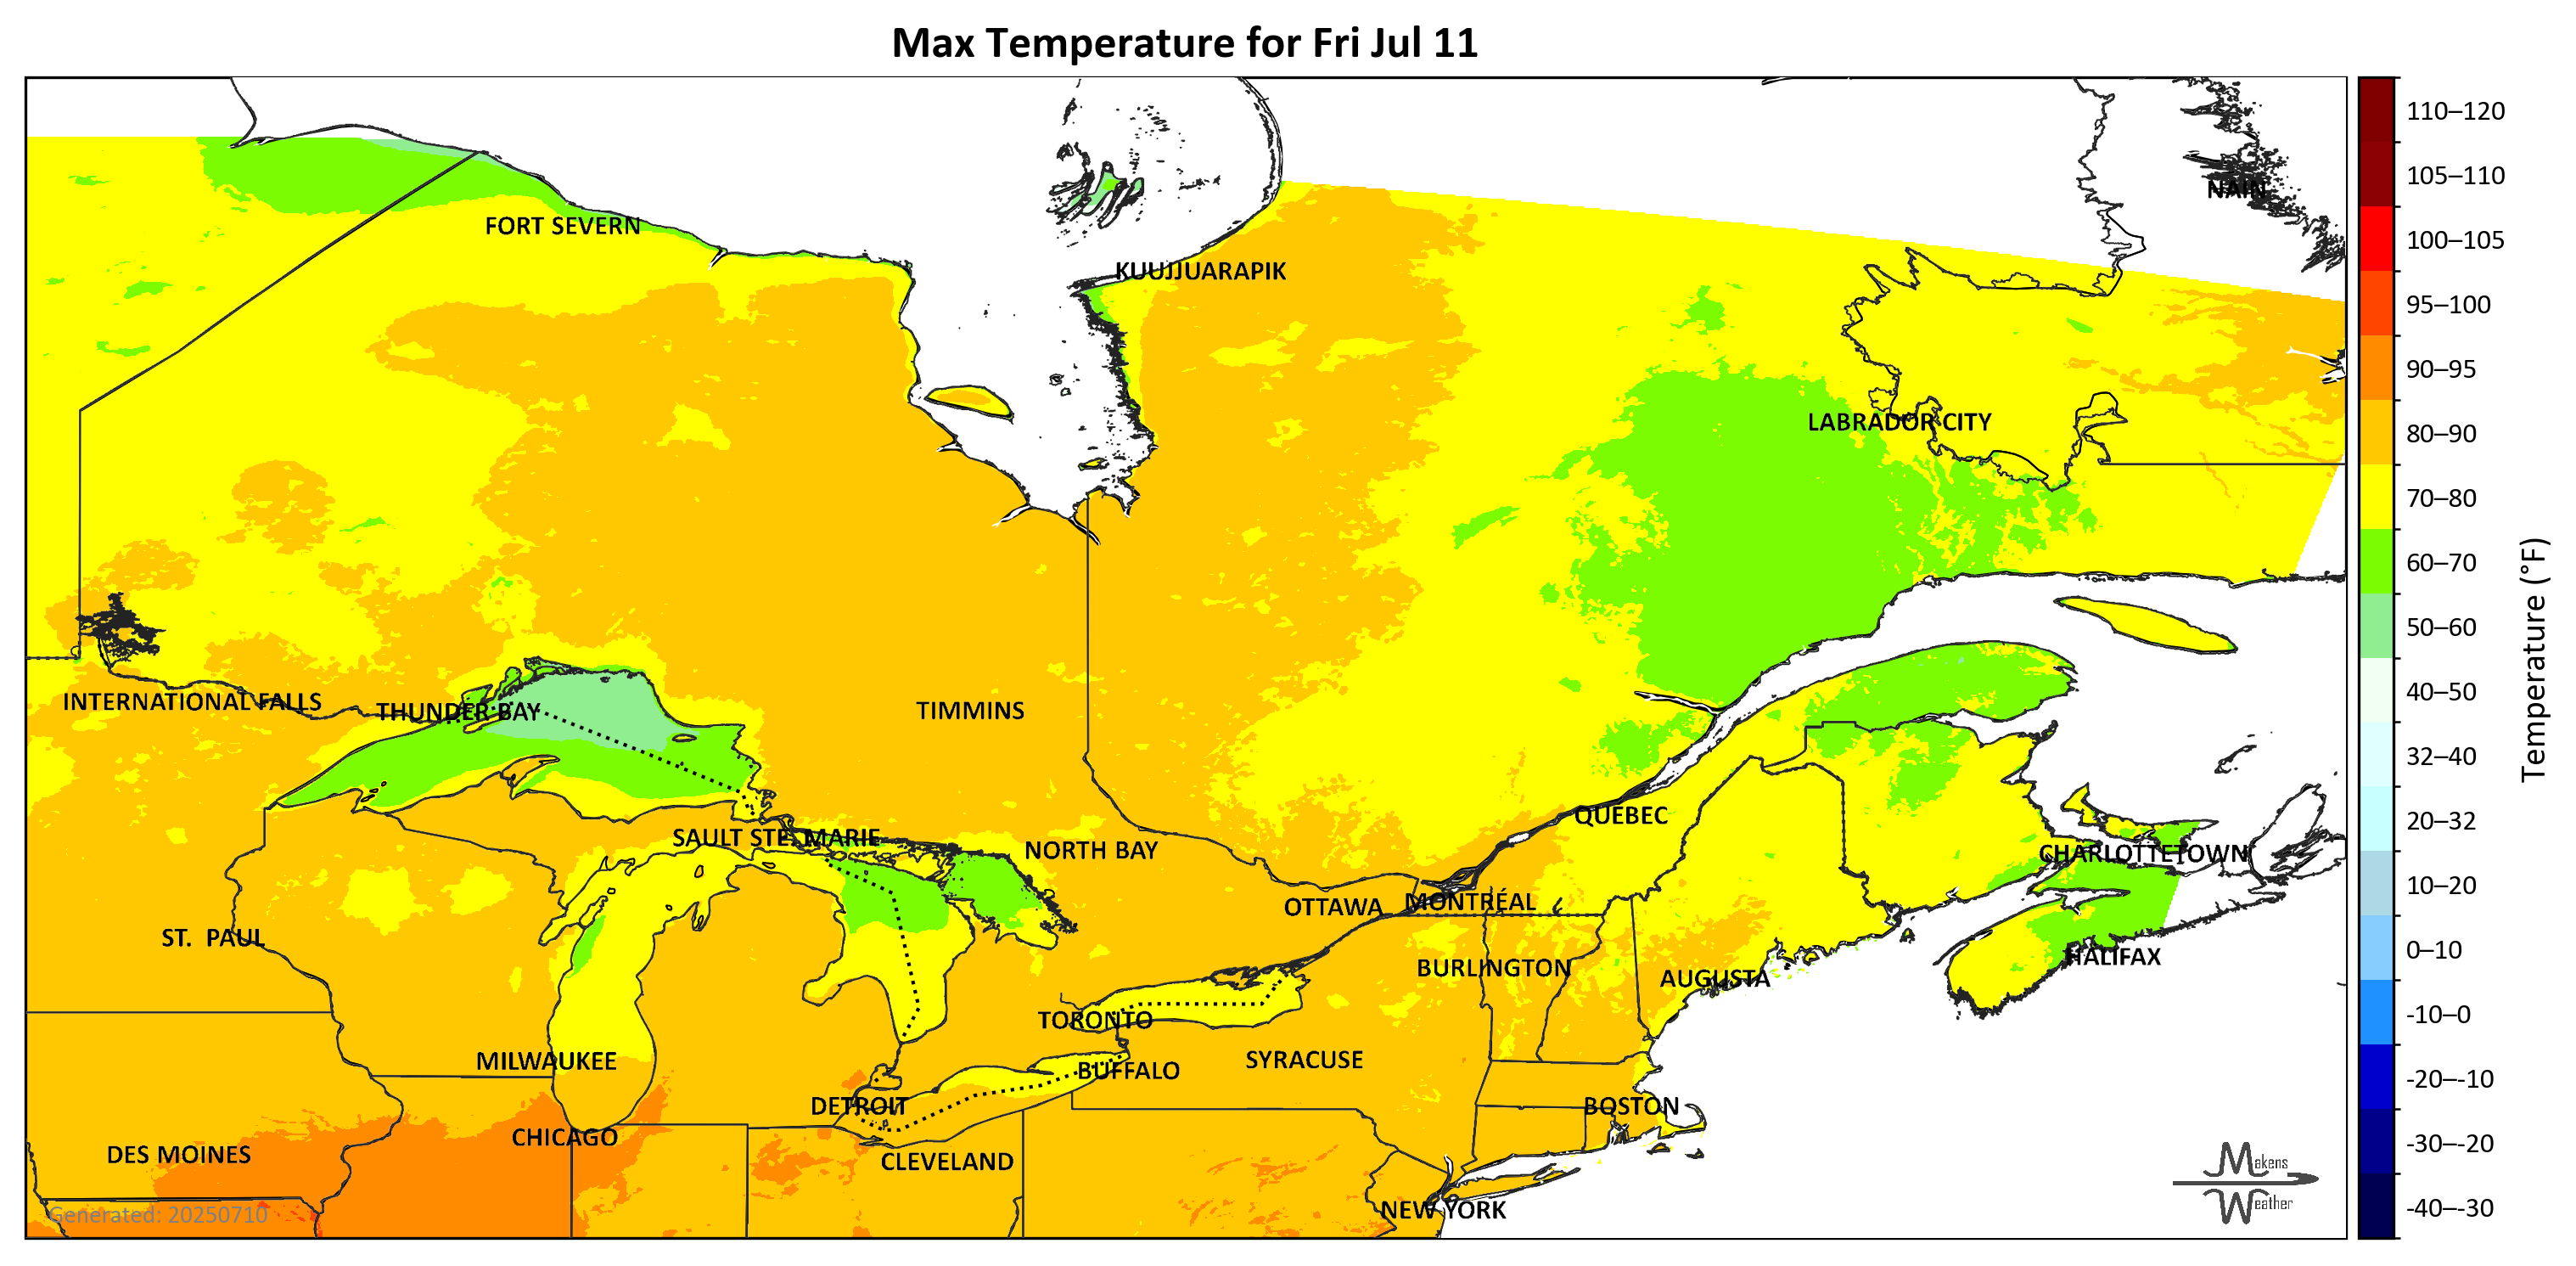 Max Temperature for Fri Jul 11
NAIN
FORT SEVERN
KUUJJUARAPIK
LABRADOR CITY
INTERNATIONAL FALLS
THUNDER BAY
TIMMINS
QUEBEC
SAULT STE. MARIE
NORTH BAY
CHARLOTTETOWN
OTTAWA
MONTRÉAL
ST. PAUL
HALIFAX
BURLINGTON
AUGUSTA
TORONTO
MILWAUKEE
SYRACUSE
BUFFALO
DETROIT
BOSTON
CHICAGO
DES MOINES
CLEVELAND
NEW YORK
Generated: 20250710
Makens
Weather
110–120
105–110
100–105
95–100
90–95
80–90
70–80
60–70
50–60
40–50
32–40
20–32
10–20
0–10
-10–0
-20–-10
-30–-20
-40–-30
Temperature (°F)